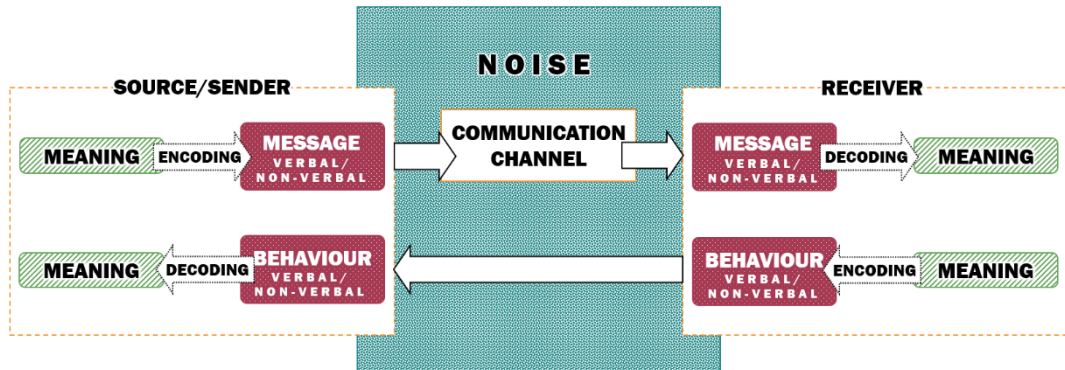 NOISE
SOURCE/SENDER
RECEIVER
MEANING
ENCODING
MESSAGE
VERBAL/
NON-VERBAL
COMMUNICATION
CHANNEL
MESSAGE
VERBAL/
NON-VERBAL
DECODING
MEANING
MEANING
DECODING
BEHAVIOUR
VERBAL/
NON-VERBAL
BEHAVIOUR
VERBAL/
NON-VERBAL
ENCODING
MEANING